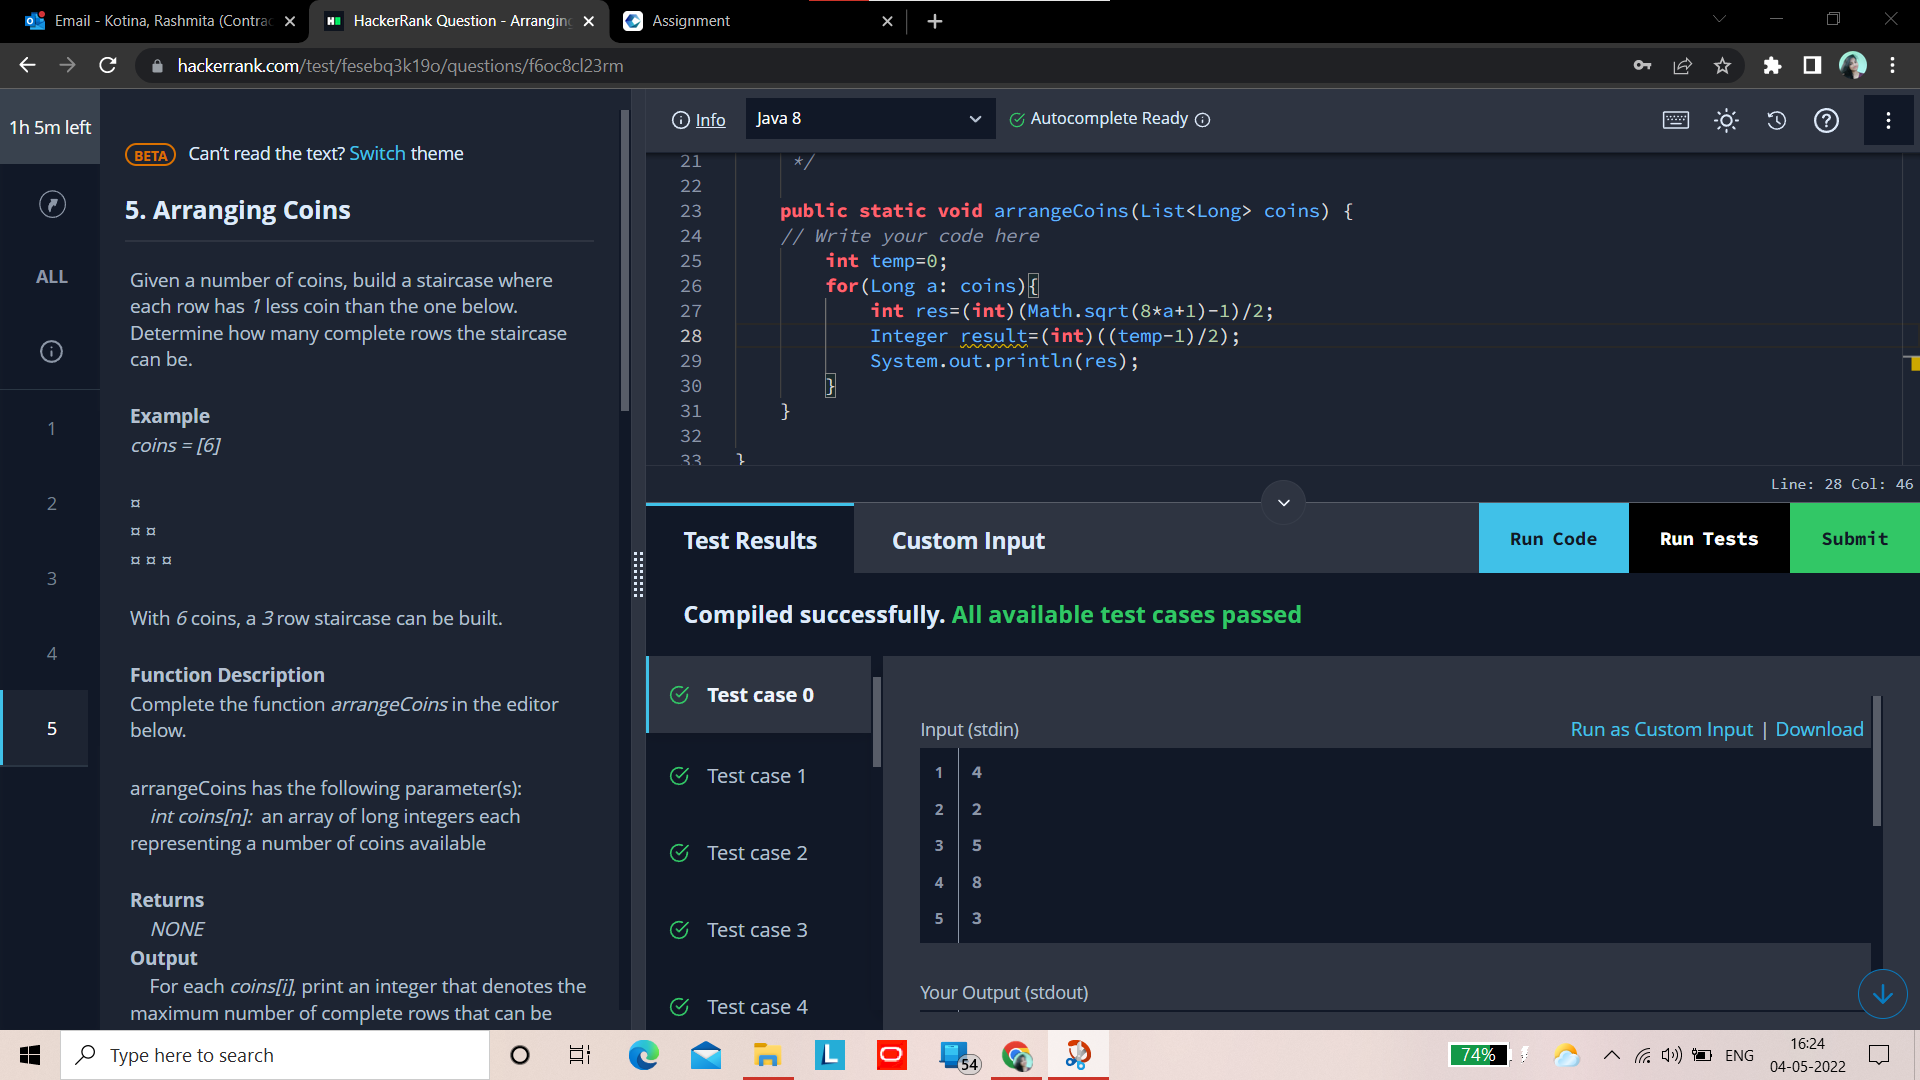 Email - Kotina, Rashmita (Contrac
HackerRank Question - Arranging
Assignment
hackerrank.com/test/fesebq3k19o/questions/f6oc8cl23rm
1h 5m left
ALL
1
2
3
4
5
BETA Can't read the text? Switch theme
5. Arranging Coins
Given a number of coins, build a staircase where
each row has 1 less coin than the one below.
Determine how many complete rows the staircase
can be.
Example
coins = [6]
¤
¤ ¤
¤ ¤ ¤
With 6 coins, a 3 row staircase can be built.
Function Description
Complete the function arrangeCoins in the editor
below.
arrangeCoins has the following parameter(s):
int coins[n]: an array of long integers each
representing a number of coins available
Returns
NONE
Output
For each coins[i], print an integer that denotes the
maximum number of complete rows that can be
Info
Java 8
Autocomplete Ready
21 */
22
23 public static void arrangeCoins(List<Long> coins) {
24 // Write your code here
25 int temp=0;
26 for(Long a: coins){
27 int res=(int)(Math.sqrt(8*a+1)-1)/2;
28 Integer result=(int)((temp-1)/2);
29 System.out.println(res);
30 }
31 }
32
33 }
Line: 28 Col: 46
Test Results
Custom Input
Run Code
Run Tests
Submit
Compiled successfully. All available test cases passed
Test case 0
Test case 1
Test case 2
Test case 3
Test case 4
Input (stdin)
Run as Custom Input | Download
1 4
2 2
3 5
4 8
5 3
Your Output (stdout)
Type here to search
L
54
74%
ENG
16:24
04-05-2022